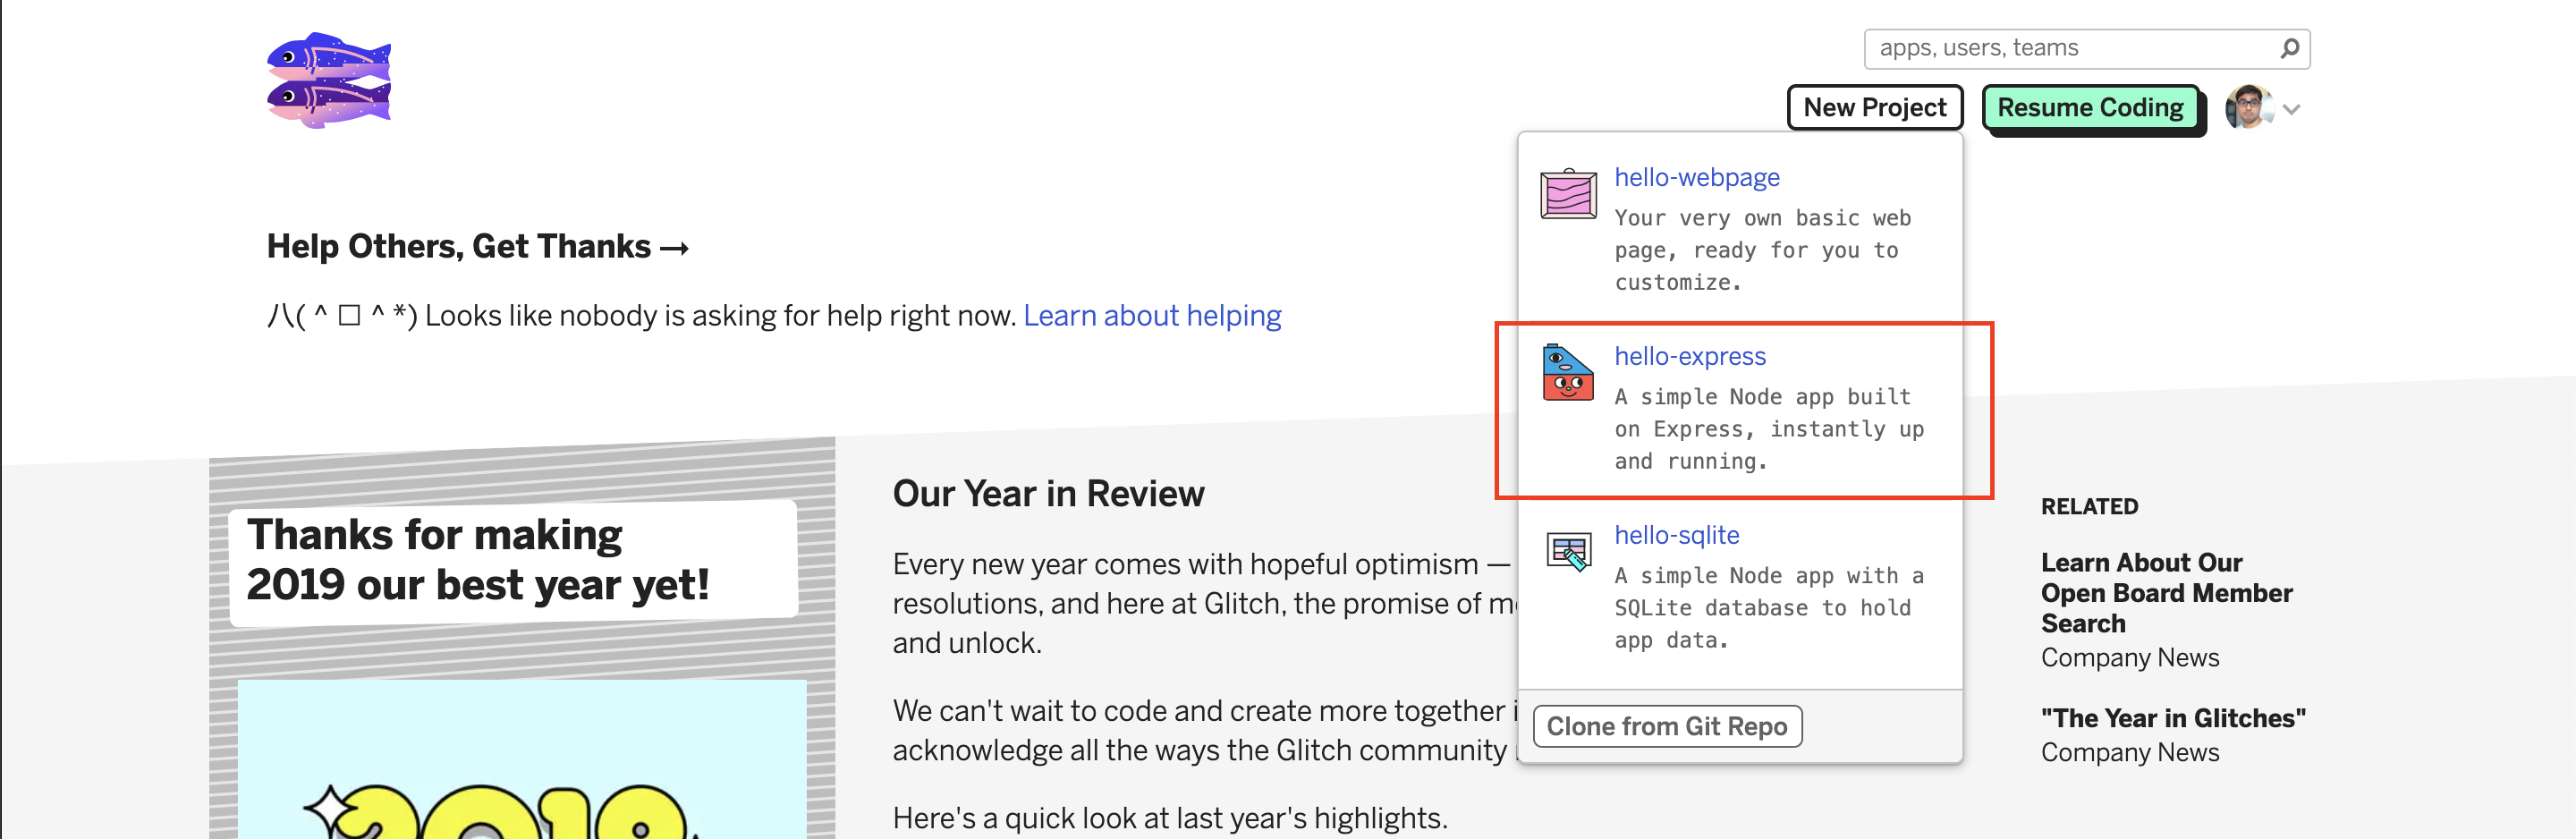 apps, users, teams
New Project
Resume Coding
hello-webpage
Your very own basic web
page, ready for you to
customize.
hello-express
A simple Node app built
on Express, instantly up
and running.
hello-sqlite
A simple Node app with a
SQLite database to hold
app data.
Clone from Git Repo
Help Others, Get Thanks →
八( ^ □ ^ *) Looks like nobody is asking for help right now. Learn about helping
Thanks for making
2019 our best year yet!
2019
Our Year in Review
Every new year comes with hopeful optimism —
resolutions, and here at Glitch, the promise of
and unlock.
We can't wait to code and create more together
acknowledge all the ways the Glitch community
Here's a quick look at last year's highlights.
RELATED
Learn About Our
Open Board Member
Search
Company News
"The Year in Glitches"
Company News